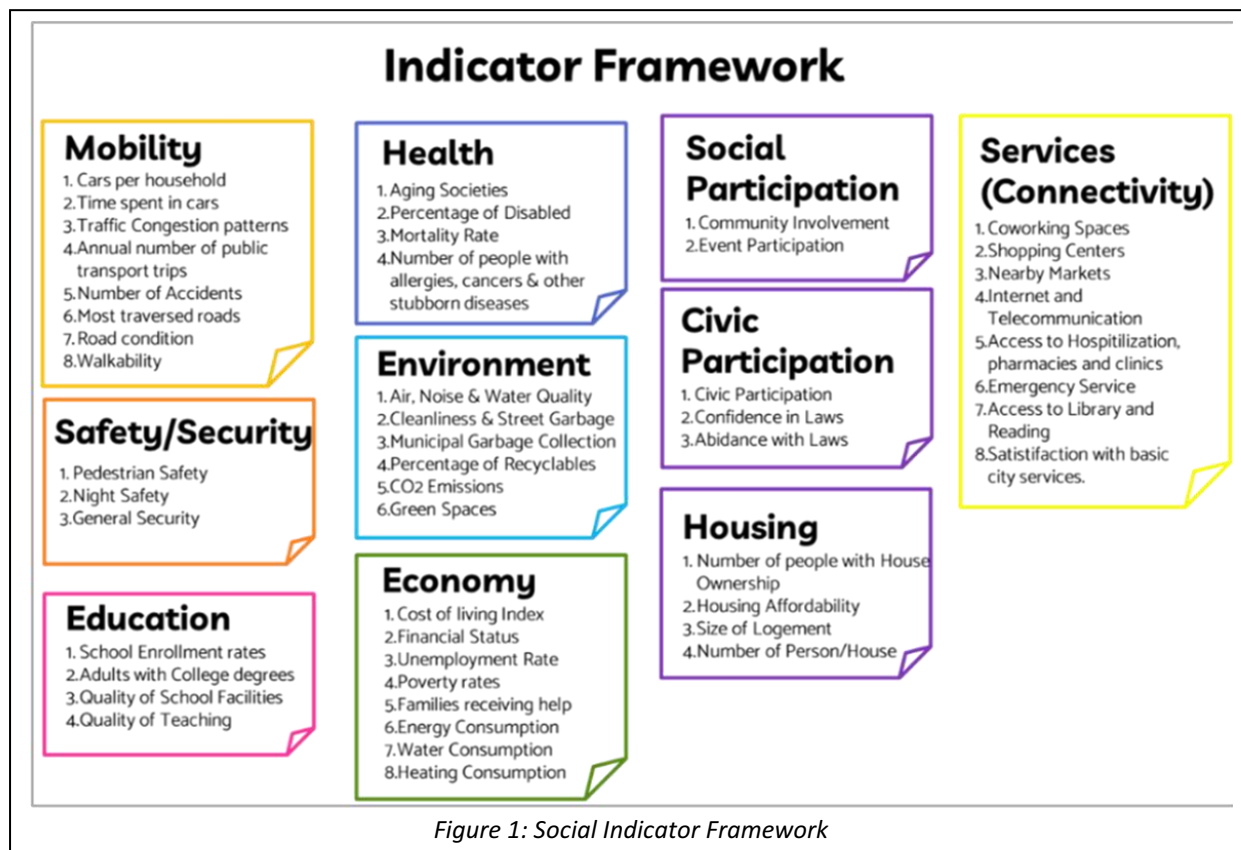 Indicator Framework
Mobility
1. Cars per household
2.Time spent in cars
3.Traffic Congestion patterns
4.Annual number of public
transport trips
5.Number of Accidents
6.Most traversed roads
7.Road condition
8.Walkability
Safety/Security
1. Pedestrian Safety
2.Night Safety
3.General Security
Education
1. School Enrollment rates
2.Adults with College degrees
3.Quality of School Facilities
4.Quality of Teaching
Health
1. Aging Societies
2.Percentage of Disabled
3.Mortality Rate
4.Number of people with
allergies, cancers & other
stubborn diseases
Environment
1. Air, Noise & Water Quality
2.Cleanliness & Street Garbage
3.Municipal Garbage Collection
4.Percentage of Recyclables
5.CO2 Emissions
6.Green Spaces
Economy
1. Cost of living Index
2.Financial Status
3.Unemployment Rate
4.Poverty rates
5.Families receiving help
6.Energy Consumption
7.Water Consumption
8.Heating Consumption
Social
Participation
1. Community Involvement
2.Event Participation
Civic
Participation
1. Civic Participation
2.Confidence in Laws
3.Abidance with Laws
Housing
1. Number of people with House
Ownership
2.Housing Affordability
3.Size of Logement
4.Number of Person/House
Services
(Connectivity)
1. Coworking Spaces
2.Shopping Centers
3.Nearby Markets
4.Internet and
Telecommunication
5.Access to Hospitilization,
pharmacies and clinics
6.Emergency Service
7.Access to Library and
Reading
8.Satistifaction with basic
city services.
Figure 1: Social Indicator Framework